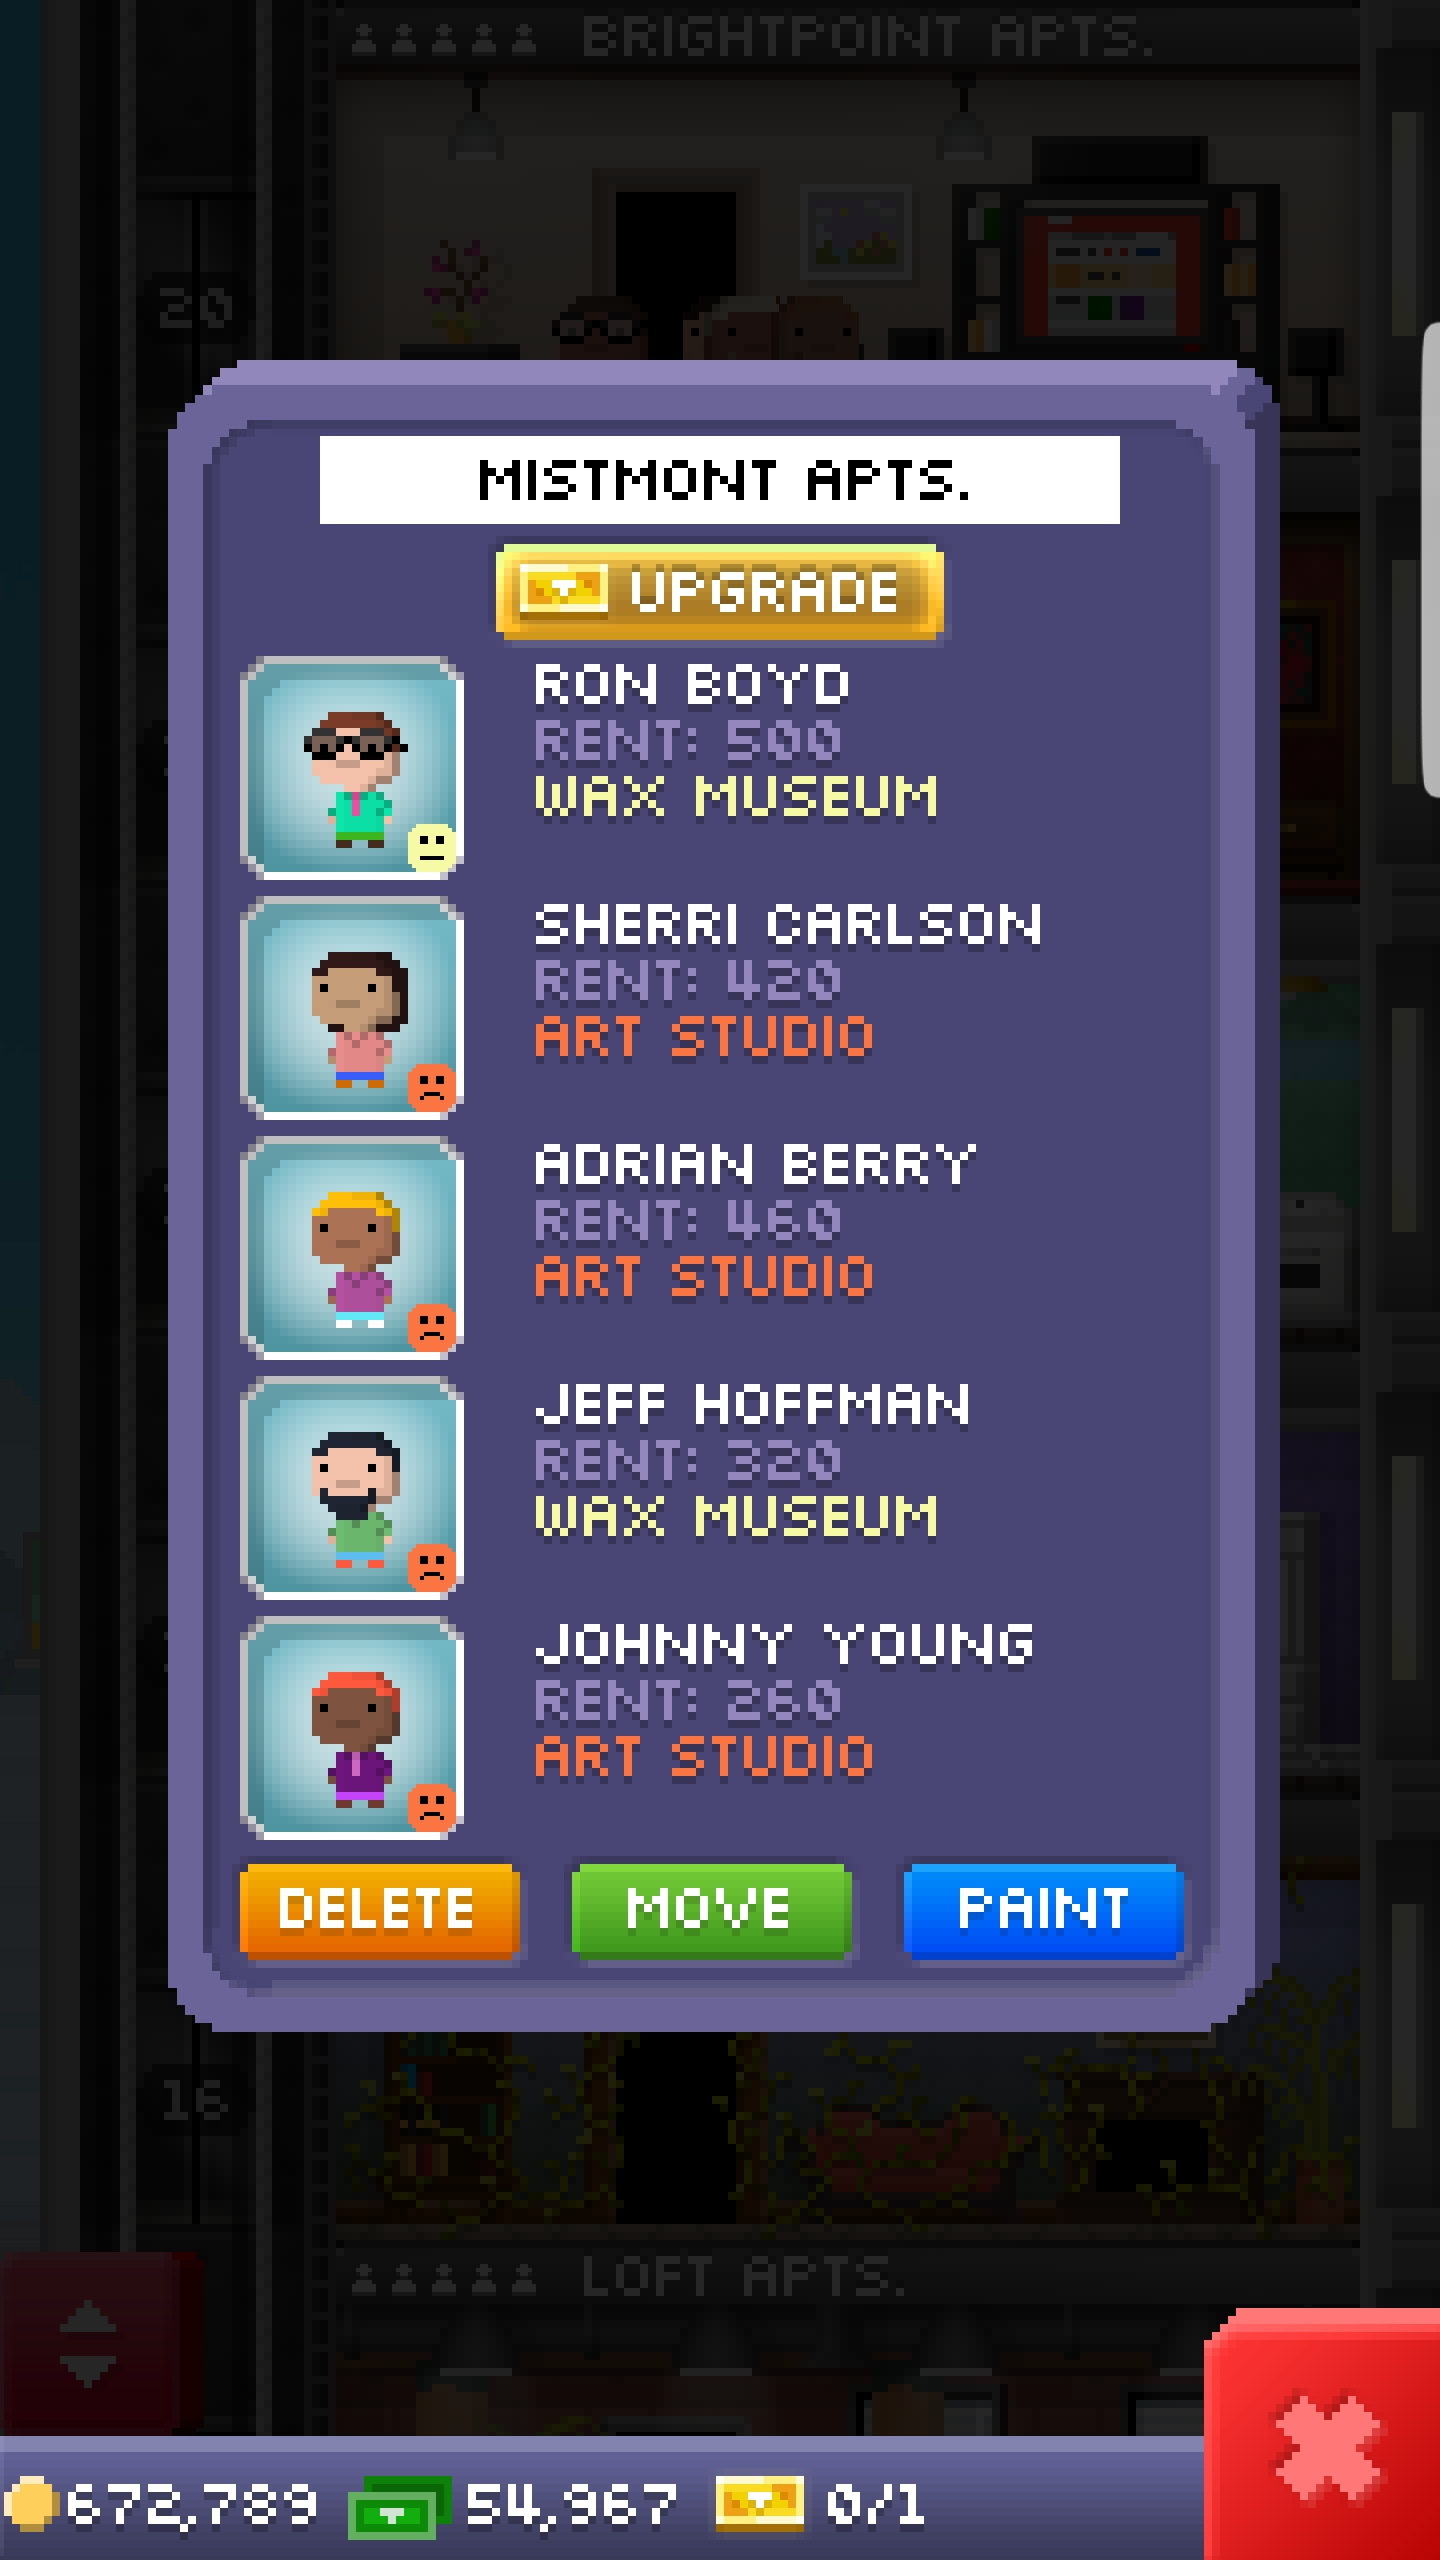 BRIGHTPOINT APTS.
20
MISTMONT APTS.
UPGRADE
RON BOYD
RENT: 500
WAX MUSEUM
SHERRI CARLSON
RENT: 420
ART STUDIO
ADRIAN BERRY
RENT: 460
ART STUDIO
JEFF HOFFMAN
RENT: 320
WAX MUSEUM
JOHNNY YOUNG
RENT: 260
ART STUDIO
DELETE MOVE PAINT
16
LOFT APTS.
672,789 54,967 0/1